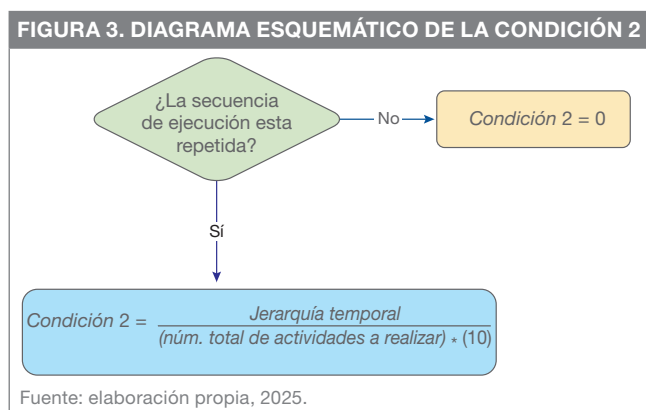 FIGURA 3. DIAGRAMA ESQUEMÁTICO DE LA CONDICIÓN 2
¿La secuencia
de ejecución esta
repetida?
No
Condición 2 = 0
Sí
Condición 2 = Jerarquía temporal
(núm. total de actividades a realizar) * (10)
Fuente: elaboración propia, 2025.